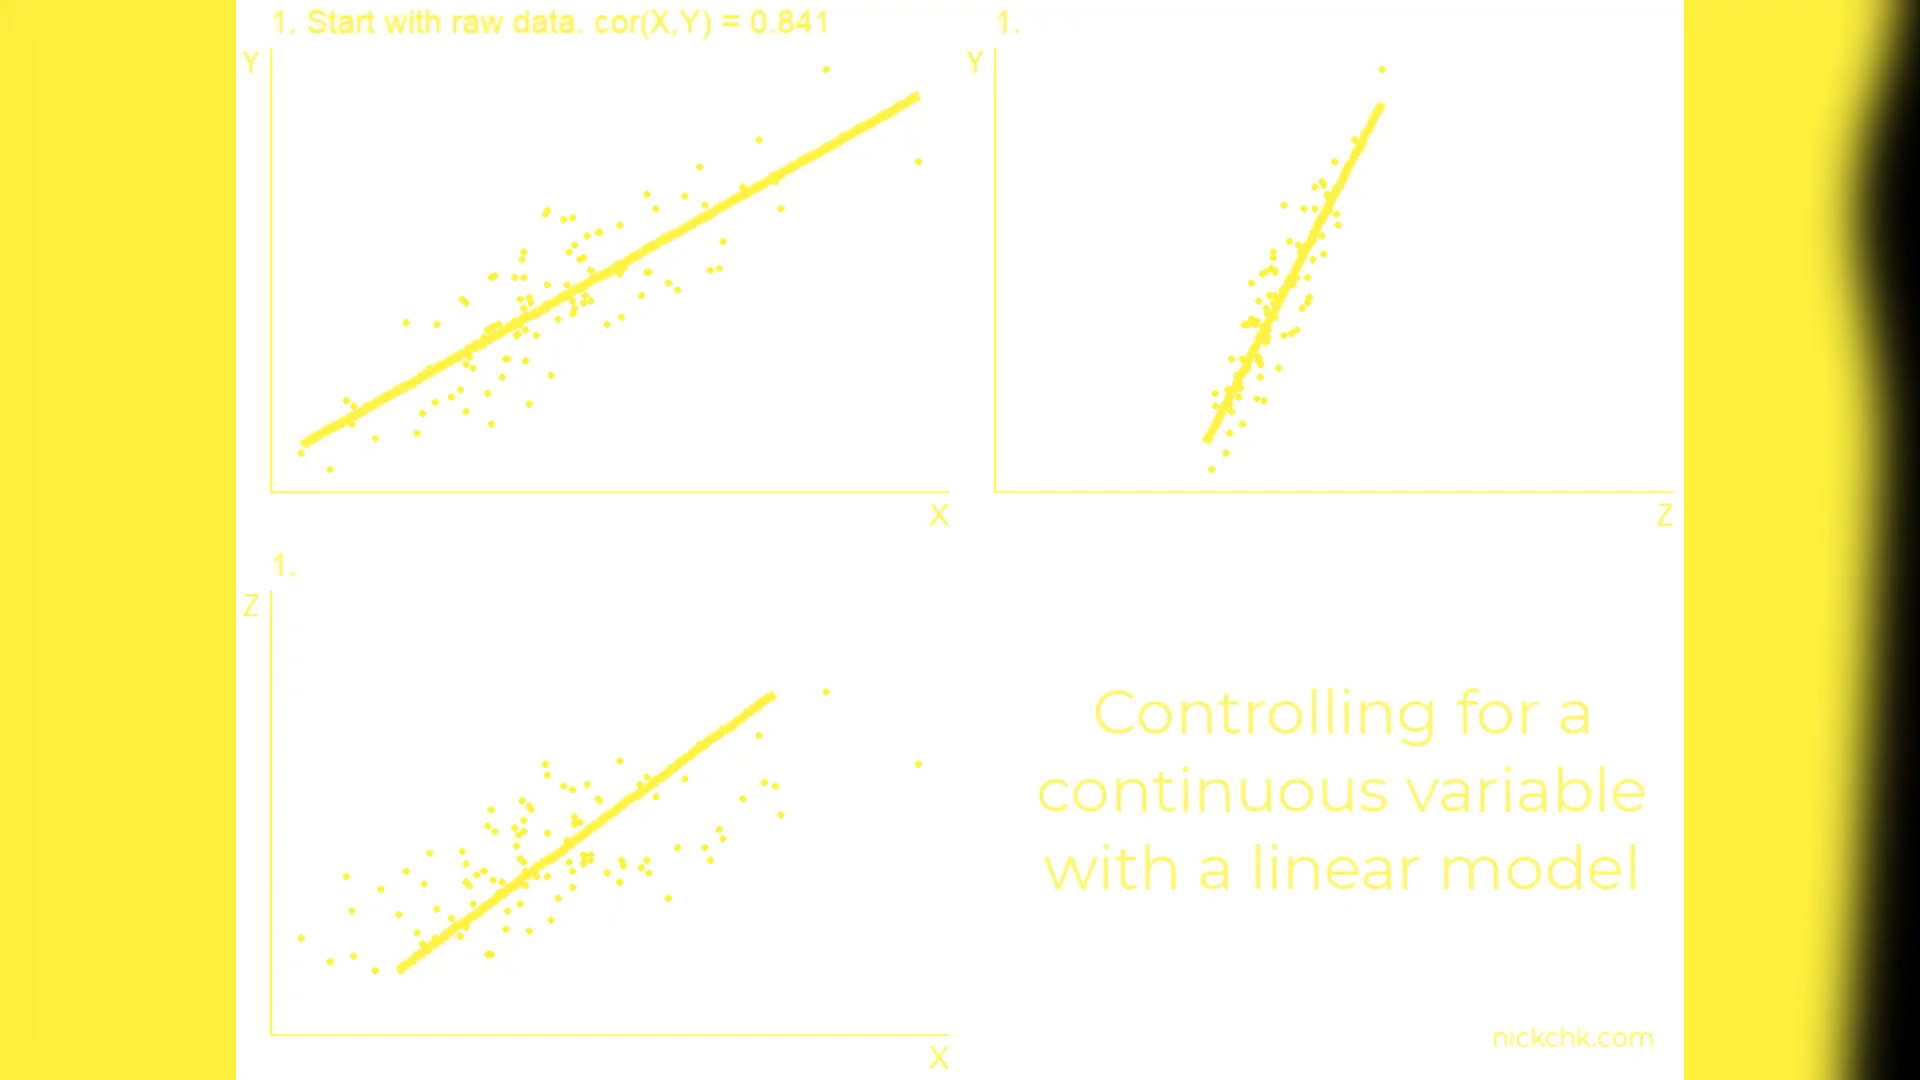 1. Start with raw data. cor(X,Y) = 0.841
Y
X
1.
Y
Z
1.
Z
X
Controlling for a
continuous variable
with a linear model
nickchk.com